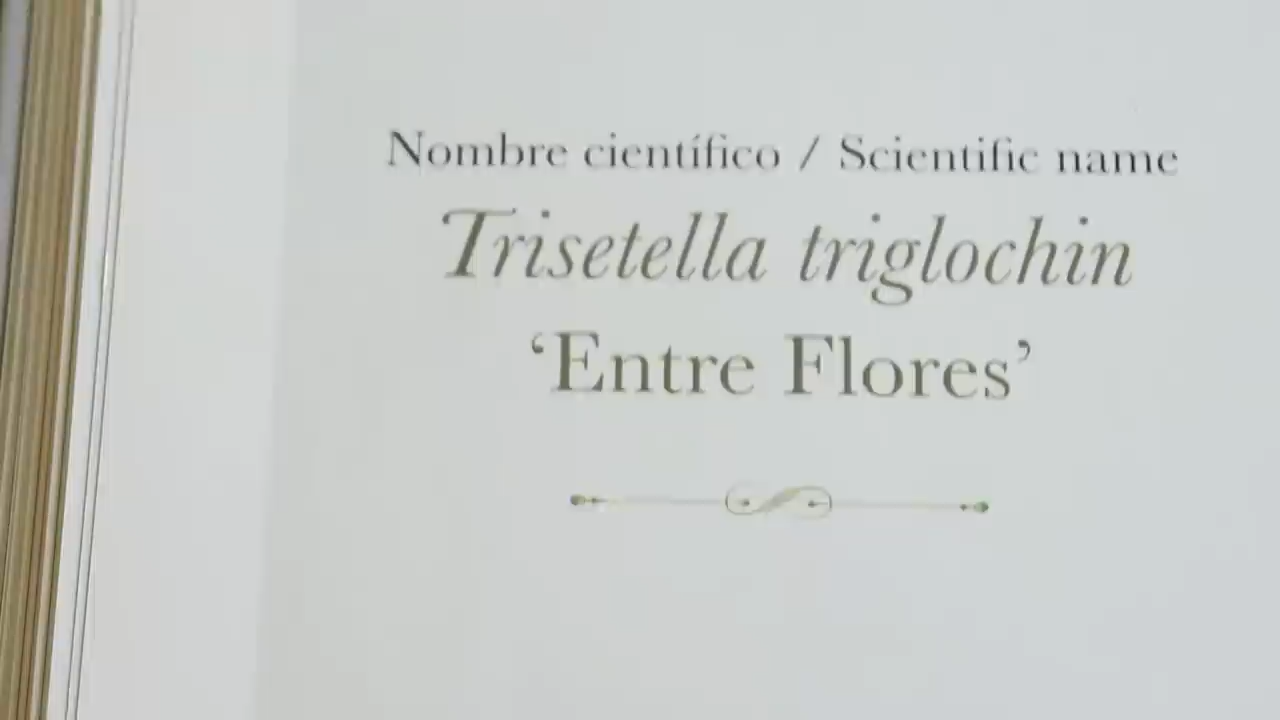 Nombre científico / Scientific name
Trisetella triglochin
‘Entre Flores’